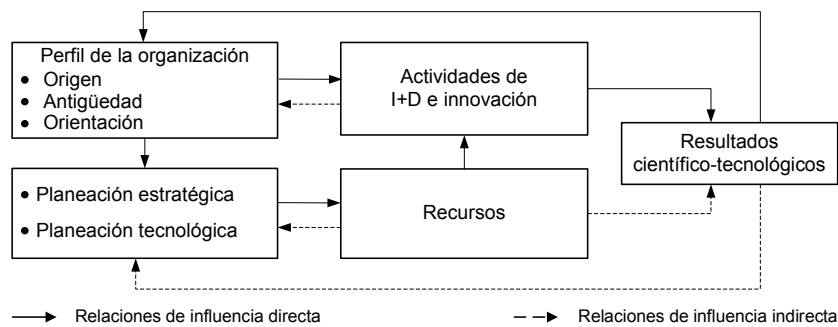 Perfil de la organización
• Origen
• Antigüedad
• Orientación
Actividades de
I+D e innovación
Resultados
científico-tecnológicos
• Planeación estratégica
• Planeación tecnológica
Recursos
Relaciones de influencia directa
Relaciones de influencia indirecta